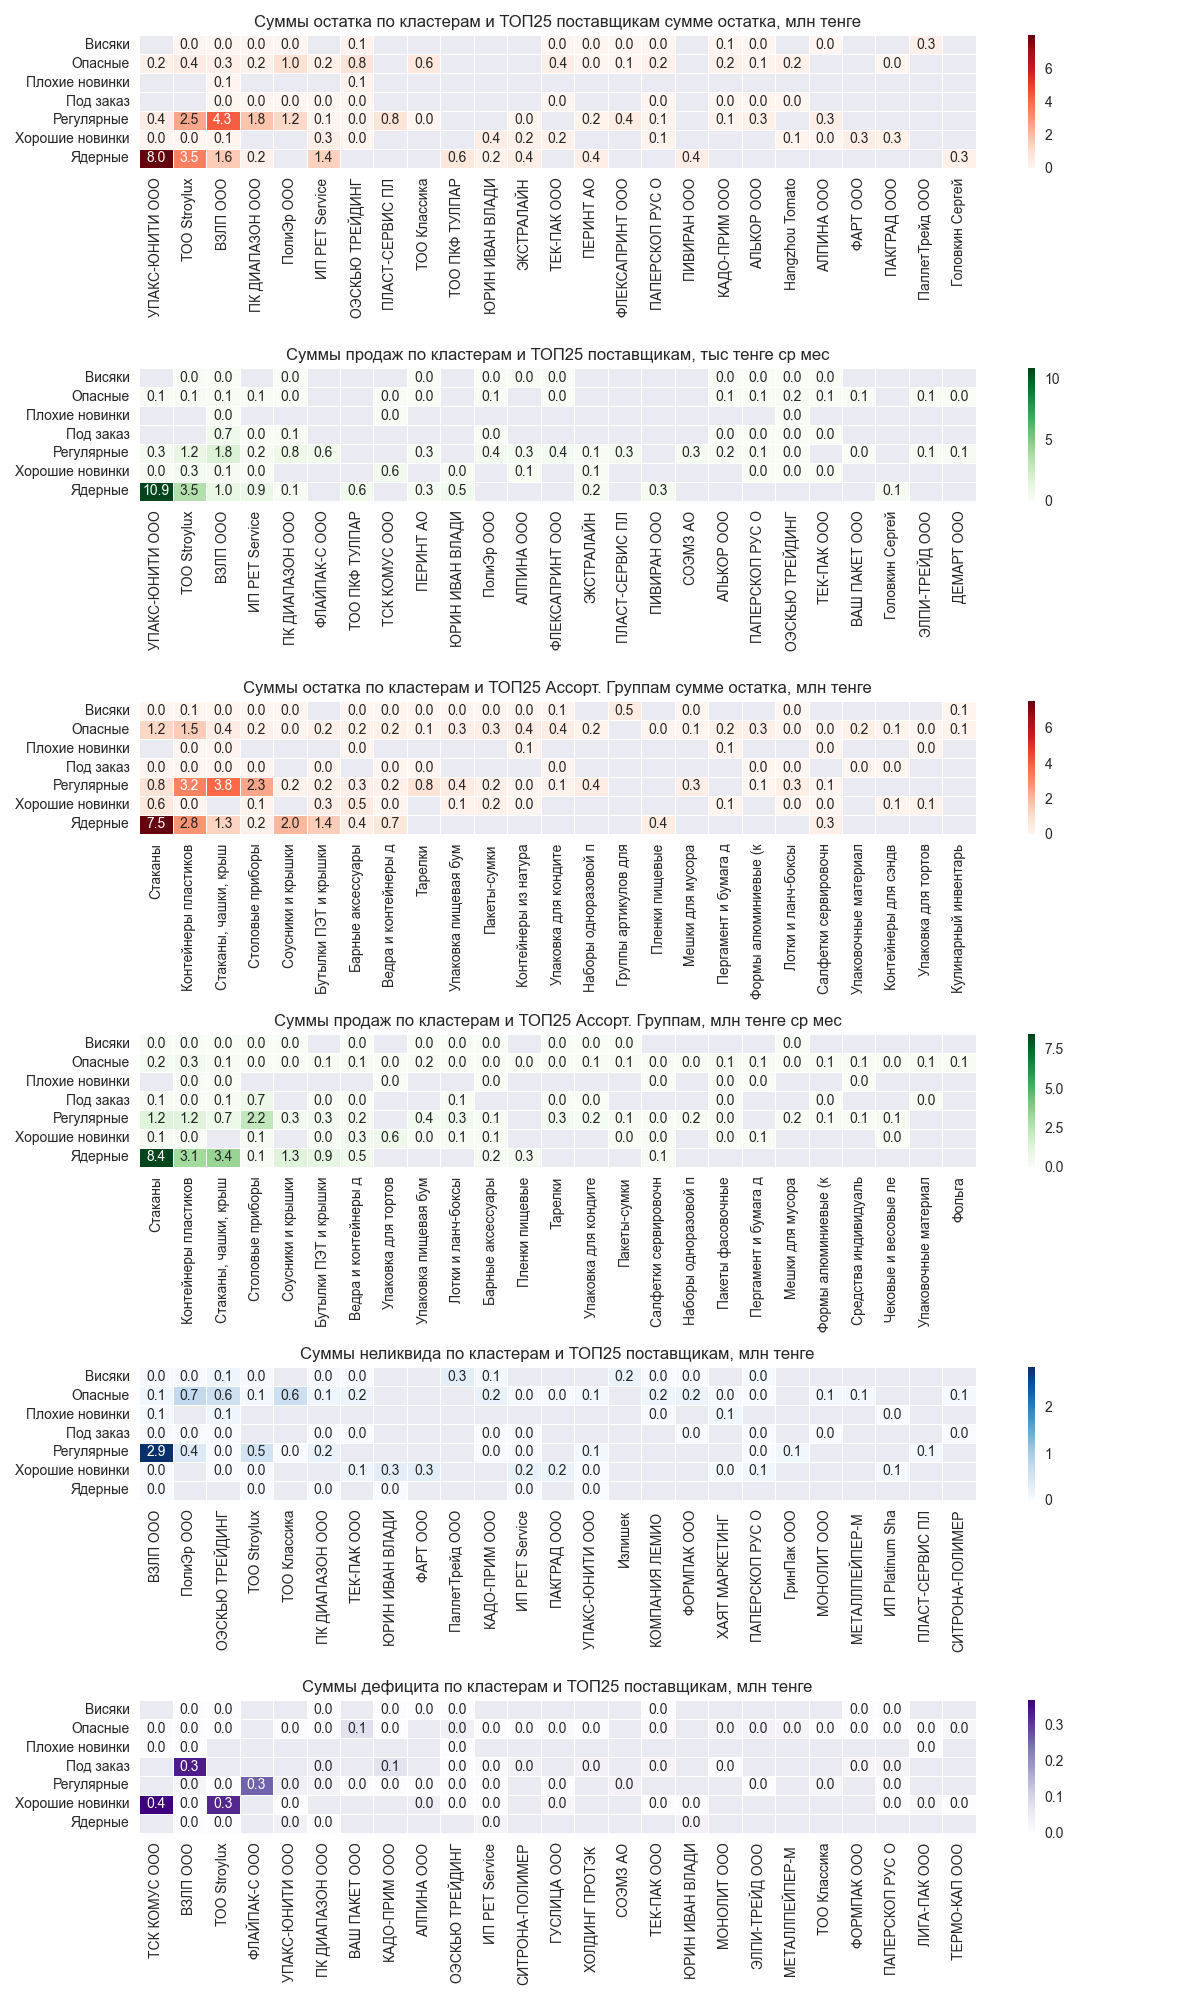 Суммы остатка по кластерам и ТОП25 поставщикам сумме остатка, млн тенге
Висяки 0.0 0.0 0.0 0.0 0.1 0.0 0.0 0.0 0.0 0.1 0.0 0.0 0.3
Опасные 0.2 0.4 0.3 0.2 1.0 0.2 0.8 0.6 0.4 0.0 0.1 0.2 0.2 0.1 0.2 0.0
Плохие новинки 0.1 0.1
Под заказ 0.0 0.0 0.0 0.0 0.0 0.0 0.0 0.0 0.0 0.0
Регулярные 0.4 2.5 4.3 1.8 1.2 0.1 0.0 0.8 0.0 0.0 0.2 0.4 0.1 0.1 0.3 0.3
Хорошие новинки 0.0 0.0 0.1 0.3 0.0 0.4 0.2 0.2 0.1 0.1 0.0 0.3 0.3
Ядерные 8.0 3.5 1.6 0.2 1.4 0.6 0.2 0.4 0.4 0.4 0.3
6
4
2
0
УПАКС-ЮНИТИ ООО
ТОО Stroylux
ВЗЛП ООО
ПК ДИАПАЗОН ООО
ПолиЭр ООО
ИП PET Service
ОЭСКЬЮ ТРЕЙДИНГ
ПЛАСТ-СЕРВИС ПЛ
ТОО Классика
ТОО ПКФ ТУЛПАР
ЮРИН ИВАН ВЛАДИ
ЭКСТРАЛАЙН
ТЕК-ПАК ООО
ПЕРИНТ АО
ФЛЕКСАПРИНТ ООО
ПАПЕРСКОП РУС О
ПИВИРАН ООО
КАДО-ПРИМ ООО
АЛЬКОР ООО
Hangzhou Tomato
АЛПИНА ООО
ФАРТ ООО
ПАКГРАД ООО
ПаллетТрейд ООО
Головкин Сергей
Суммы продаж по кластерам и ТОП25 поставщикам, тыс тенге ср мес
Висяки 0.0 0.0 0.0 0.0 0.0 0.0 0.0 0.0 0.0 0.0 0.0
Опасные 0.1 0.1 0.1 0.1 0.0 0.0 0.0 0.1 0.0 0.1 0.1 0.2 0.1 0.1 0.1 0.0
Плохие новинки 0.0 0.0 0.0
Под заказ 0.7 0.0 0.1 0.0 0.0 0.0 0.0 0.0
Регулярные 0.3 1.2 1.8 0.2 0.8 0.6 0.3 0.4 0.3 0.4 0.1 0.3 0.3 0.2 0.1 0.0 0.0 0.1 0.1
Хорошие новинки 0.0 0.3 0.1 0.0 0.6 0.0 0.1 0.1 0.0 0.0 0.0
Ядерные 10.9 3.5 1.0 0.9 0.1 0.6 0.3 0.5 0.2 0.3 0.1
10
5
0
УПАКС-ЮНИТИ ООО
ТОО Stroylux
ВЗЛП ООО
ИП PET Service
ПК ДИАПАЗОН ООО
ФЛАЙПАК-С ООО
ТОО ПКФ ТУЛПАР
ТСК КОМУС ООО
ПЕРИНТ АО
ЮРИН ИВАН ВЛАДИ
ПолиЭр ООО
АЛПИНА ООО
ФЛЕКСАПРИНТ ООО
ЭКСТРАЛАЙН
ПЛАСТ-СЕРВИС ПЛ
ПИВИРАН ООО
СОЭМЗ АО
АЛЬКОР ООО
ПАПЕРСКОП РУС О
ОЭСКЬЮ ТРЕЙДИНГ
ТЕК-ПАК ООО
ВАШ ПАКЕТ ООО
Головкин Сергей
ЭЛПИ-ТРЕЙД ООО
ДЕМАРТ ООО
Суммы остатка по кластерам и ТОП25 Ассорт. Группам сумме остатка, млн тенге
Висяки 0.0 0.1 0.0 0.0 0.0 0.0 0.0 0.0 0.0 0.0 0.0 0.1 0.5 0.0 0.0 0.1
Опасные 1.2 1.5 0.4 0.2 0.0 0.2 0.2 0.2 0.1 0.3 0.3 0.4 0.4 0.2 0.0 0.1 0.2 0.3 0.0 0.0 0.2 0.1 0.0 0.1
Плохие новинки 0.0 0.0 0.0 0.1 0.1 0.0 0.0
Под заказ 0.0 0.0 0.0 0.0 0.0 0.0 0.0 0.0 0.0 0.0 0.0 0.0
Регулярные 0.8 3.2 3.8 2.3 0.2 0.2 0.3 0.2 0.8 0.4 0.2 0.0 0.1 0.4 0.3 0.1 0.3 0.1
Хорошие новинки 0.6 0.0 0.1 0.3 0.5 0.0 0.1 0.2 0.0 0.1 0.0 0.0 0.1 0.1
Ядерные 7.5 2.8 1.3 0.2 2.0 1.4 0.4 0.7 0.4 0.3
6
4
2
0
Стаканы
Контейнеры пластиков
Стаканы, чашки, крыш
Столовые приборы
Соусники и крышки
Бутылки ПЭТ и крышки
Барные аксессуары
Ведра и контейнеры д
Тарелки
Упаковка пищевая бум
Пакеты-сумки
Контейнеры из натура
Упаковка для кондите
Наборы одноразовой п
Группы артикулов для
Пленки пищевые
Мешки для мусора
Пергамент и бумага д
Формы алюминиевые (к
Лотки и ланч-боксы
Салфетки сервировочн
Упаковочные материал
Контейнеры для сэндв
Упаковка для тортов
Кулинарный инвентарь
Суммы продаж по кластерам и ТОП25 Ассорт. Группам, млн тенге ср мес
Висяки 0.0 0.0 0.0 0.0 0.0 0.0 0.0 0.0 0.0 0.0 0.0 0.0 0.0
Опасные 0.2 0.3 0.1 0.0 0.0 0.1 0.1 0.0 0.2 0.0 0.0 0.0 0.0 0.1 0.1 0.0 0.0 0.1 0.1 0.0 0.1 0.1 0.0 0.1 0.1
Плохие новинки 0.0 0.0 0.0 0.0 0.0 0.0 0.0 0.0
Под заказ 0.1 0.0 0.1 0.7 0.0 0.0 0.1 0.0 0.0 0.0 0.0 0.0
Регулярные 1.2 1.2 0.7 2.2 0.3 0.3 0.2 0.4 0.3 0.1 0.3 0.2 0.1 0.0 0.2 0.0 0.2 0.1 0.1 0.1
Хорошие новинки 0.1 0.0 0.1 0.0 0.3 0.6 0.0 0.1 0.1 0.0 0.0 0.0 0.1 0.0
Ядерные 8.4 3.1 3.4 0.1 1.3 0.9 0.5 0.2 0.3 0.1
7.5
5.0
2.5
0.0
Стаканы
Контейнеры пластиков
Стаканы, чашки, крыш
Столовые приборы
Соусники и крышки
Бутылки ПЭТ и крышки
Ведра и контейнеры д
Упаковка для тортов
Упаковка пищевая бум
Лотки и ланч-боксы
Барные аксессуары
Пленки пищевые
Тарелки
Упаковка для кондите
Пакеты-сумки
Салфетки сервировочн
Наборы одноразовой п
Пакеты фасовочные
Пергамент и бумага д
Мешки для мусора
Формы алюминиевые (к
Средства индивидуаль
Чековые и весовые ле
Упаковочные материал
Фольга
Суммы неликвида по кластерам и ТОП25 поставщикам, млн тенге
Висяки 0.0 0.0 0.1 0.0 0.0 0.0 0.3 0.1 0.2 0.0 0.0 0.0
Опасные 0.1 0.7 0.6 0.1 0.6 0.1 0.2 0.2 0.0 0.0 0.1 0.2 0.2 0.0 0.0 0.1 0.1 0.1
Плохие новинки 0.1 0.1 0.0 0.1 0.0
Под заказ 0.0 0.0 0.0 0.0 0.0 0.0 0.0 0.0 0.0 0.0 0.0
Регулярные 2.9 0.4 0.0 0.5 0.0 0.2 0.0 0.0 0.1 0.0 0.1 0.1
Хорошие новинки 0.0 0.0 0.0 0.1 0.3 0.3 0.2 0.2 0.0 0.0 0.1 0.1
Ядерные 0.0 0.0 0.0 0.0 0.0 0.0
2
1
0
ВЗЛП ООО
ПолиЭр ООО
ОЭСКЬЮ ТРЕЙДИНГ
ТОО Stroylux
ТОО Классика
ПК ДИАПАЗОН ООО
ТЕК-ПАК ООО
ЮРИН ИВАН ВЛАДИ
ФАРТ ООО
ПаллетТрейд ООО
КАДО-ПРИМ ООО
ИП PET Service
ПАКГРАД ООО
УПАКС-ЮНИТИ ООО
Излишек
КОМПАНИЯ ЛЕМИО
ФОРМПАК ООО
ХАЯТ МАРКЕТИНГ
ПАПЕРСКОП РУС О
ГринПак ООО
МОНОЛИТ ООО
МЕТАЛЛПЕЙПЕР-М
ИП Platinum Sha
ПЛАСТ-СЕРВИС ПЛ
СИТРОНА-ПОЛИМЕР
Суммы дефицита по кластерам и ТОП25 поставщикам, млн тенге
Висяки 0.0 0.0 0.0 0.0 0.0 0.0 0.0 0.0 0.0
Опасные 0.0 0.0 0.0 0.0 0.0 0.1 0.0 0.0 0.0 0.0 0.0 0.0 0.0 0.0 0.0 0.0 0.0 0.0 0.0 0.0 0.0
Плохие новинки 0.0 0.0 0.0 0.0
Под заказ 0.3 0.0 0.1 0.0 0.0 0.0 0.0 0.0 0.0 0.0 0.0
Регулярные 0.0 0.0 0.3 0.0 0.0 0.0 0.0 0.0 0.0 0.0 0.0 0.0 0.0 0.0 0.0
Хорошие новинки 0.4 0.0 0.3 0.0 0.0 0.0 0.0 0.0 0.0 0.0 0.0 0.0 0.0
Ядерные 0.0 0.0 0.0 0.0 0.0 0.0
0.3
0.2
0.1
0.0
ТСК КОМУС ООО
ВЗЛП ООО
ТОО Stroylux
ФЛАЙПАК-С ООО
УПАКС-ЮНИТИ ООО
ПК ДИАПАЗОН ООО
ВАШ ПАКЕТ ООО
КАДО-ПРИМ ООО
АЛПИНА ООО
ОЭСКЬЮ ТРЕЙДИНГ
ИП PET Service
СИТРОНА-ПОЛИМЕР
ГУСЛИЦА ООО
ХОЛДИНГ ПРОТЭК
СОЭМЗ АО
ТЕК-ПАК ООО
ЮРИН ИВАН ВЛАДИ
МОНОЛИТ ООО
ЭЛПИ-ТРЕЙД ООО
МЕТАЛЛПЕЙПЕР-М
ТОО Классика
ФОРМПАК ООО
ПАПЕРСКОП РУС О
ЛИГА-ПАК ООО
ТЕРМО-КАП ООО